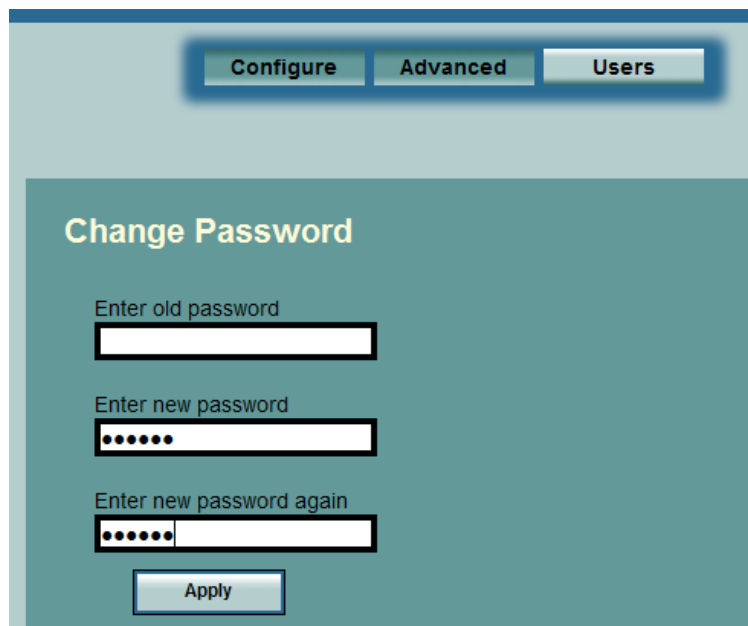 Configure Advanced Users
Change Password
Enter old password
Enter new password
••••••
Enter new password again
••••••
Apply